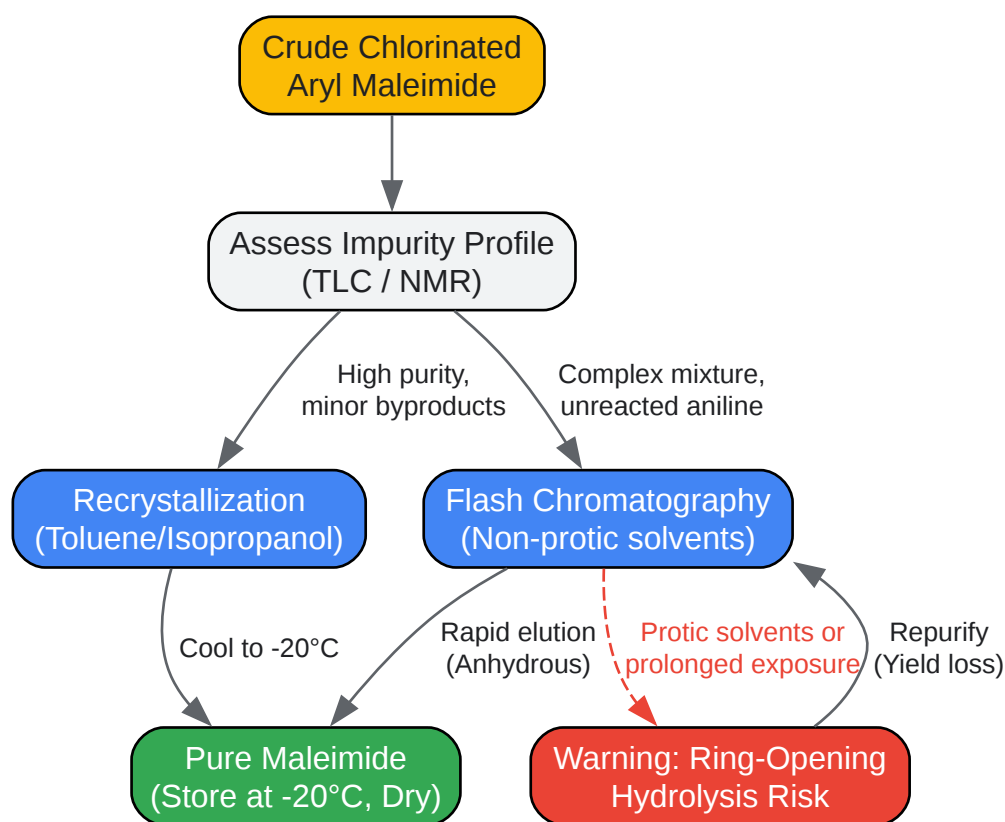 Crude Chlorinated
Aryl Maleimide
Assess Impurity Profile
(TLC / NMR)
High purity,
minor byproducts
Complex mixture,
unreacted aniline
Recrystallization
(Toluene/Isopropanol)
Flash Chromatography
(Non-protic solvents)
Cool to -20°C
Rapid elution
(Anhydrous)
Protic solvents or
prolonged exposure
Repurify
(Yield loss)
Pure Maleimide
(Store at -20°C, Dry)
Warning: Ring-Opening
Hydrolysis Risk